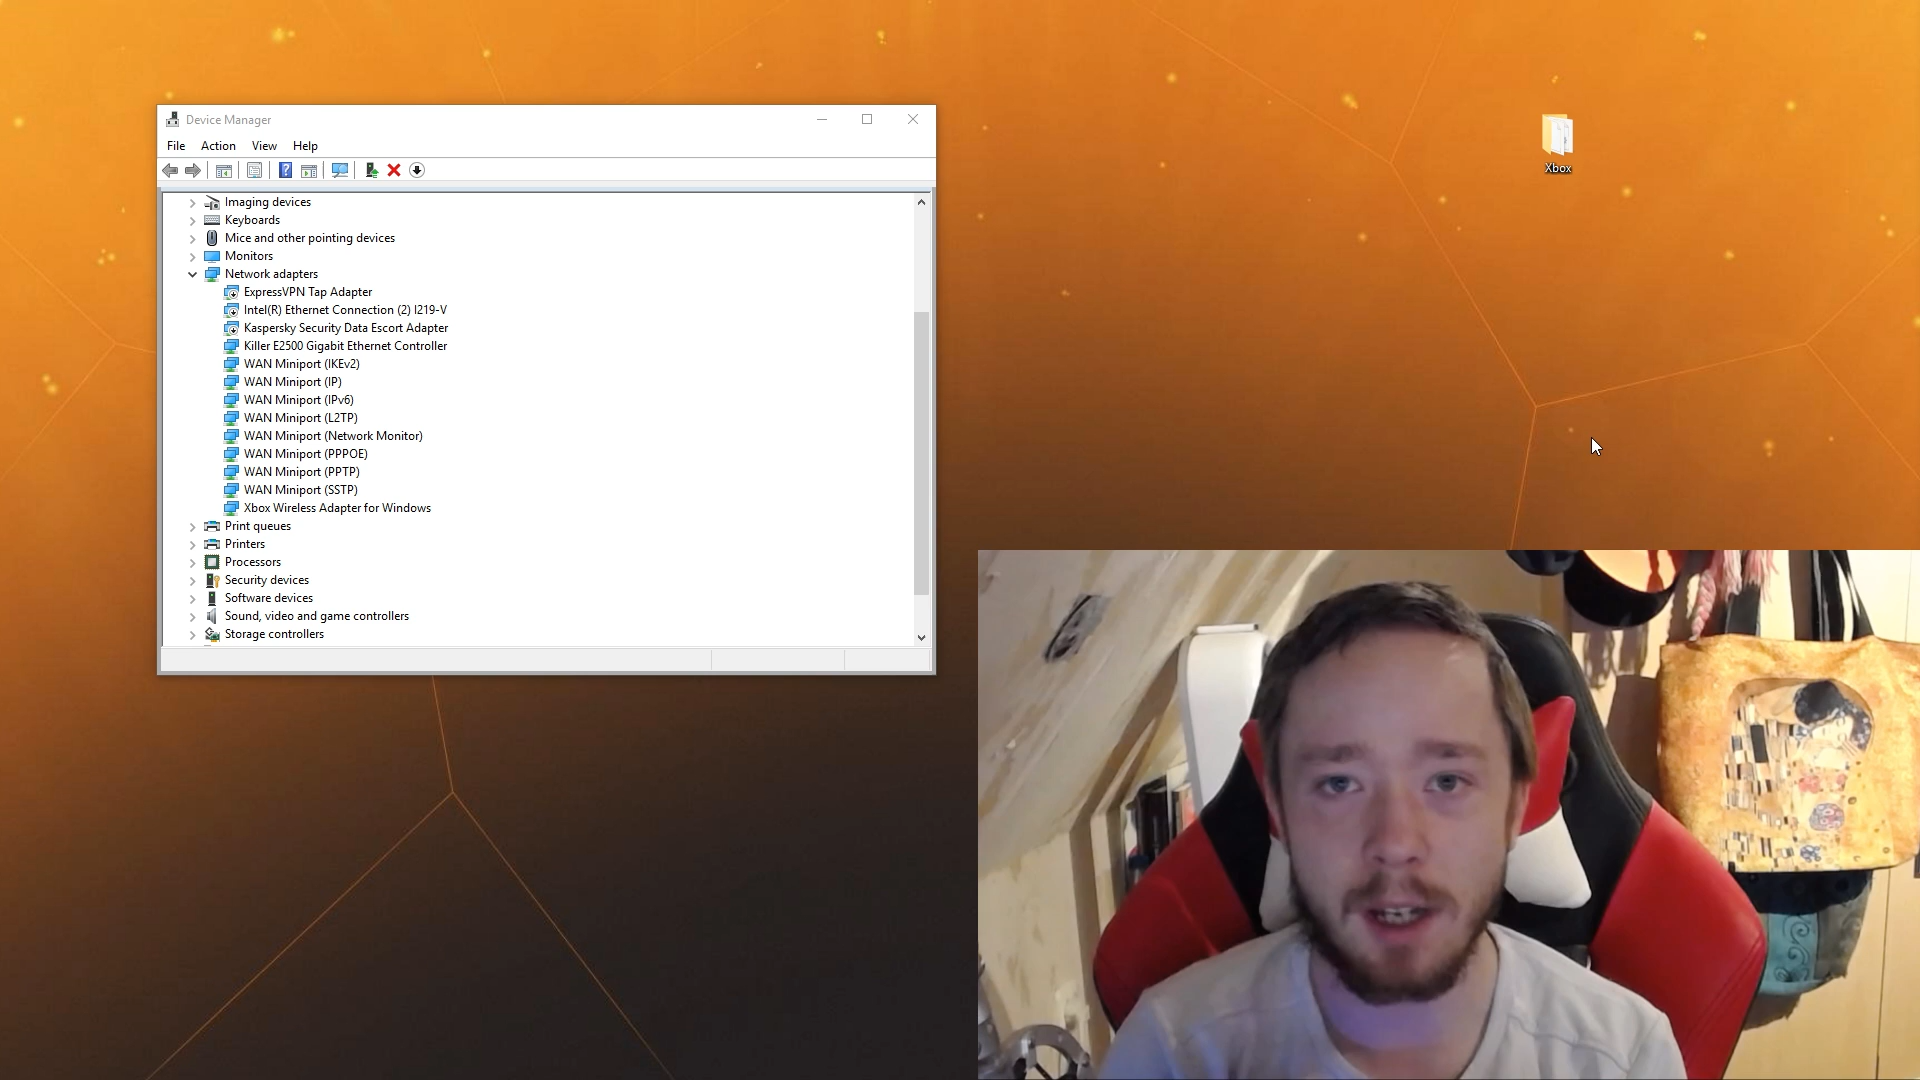 Device Manager
File Action View Help
Imaging devices
Keyboards
Mice and other pointing devices
Monitors
Network adapters
ExpressVPN Tap Adapter
Intel(R) Ethernet Connection (2) I219-V
Kaspersky Security Data Escort Adapter
Killer E2500 Gigabit Ethernet Controller
WAN Miniport (IKEv2)
WAN Miniport (IP)
WAN Miniport (IPv6)
WAN Miniport (L2TP)
WAN Miniport (Network Monitor)
WAN Miniport (PPPOE)
WAN Miniport (PPTP)
WAN Miniport (SSTP)
Xbox Wireless Adapter for Windows
Print queues
Printers
Processors
Security devices
Software devices
Sound, video and game controllers
Storage controllers
Xbox